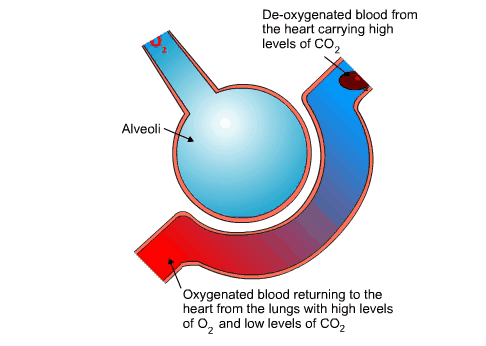 De-oxygenated blood from
the heart carrying high
levels of CO₂
O₂
Alveoli
Oxygenated blood returning to the
heart from the lungs with high levels
of O₂ and low levels of CO₂